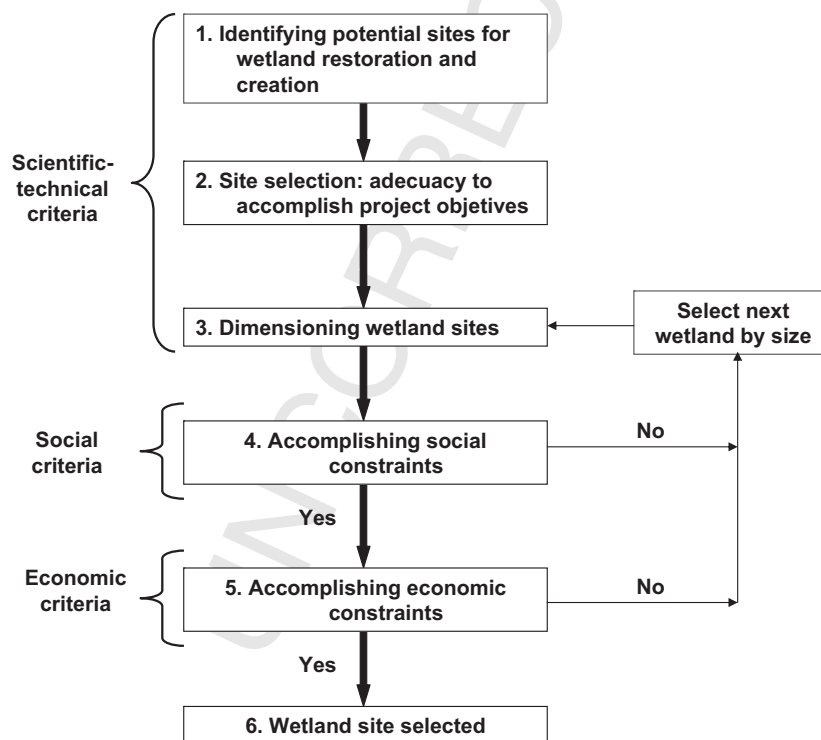 1. Identifying potential sites for
wetland restoration and
creation
Scientific-
technical
criteria
2. Site selection: adecuacy to
accomplish project objetives
3. Dimensioning wetland sites
Select next
wetland by size
Social
criteria
4. Accomplishing social
constraints
No
Yes
Economic
criteria
5. Accomplishing economic
constraints
No
Yes
6. Wetland site selected